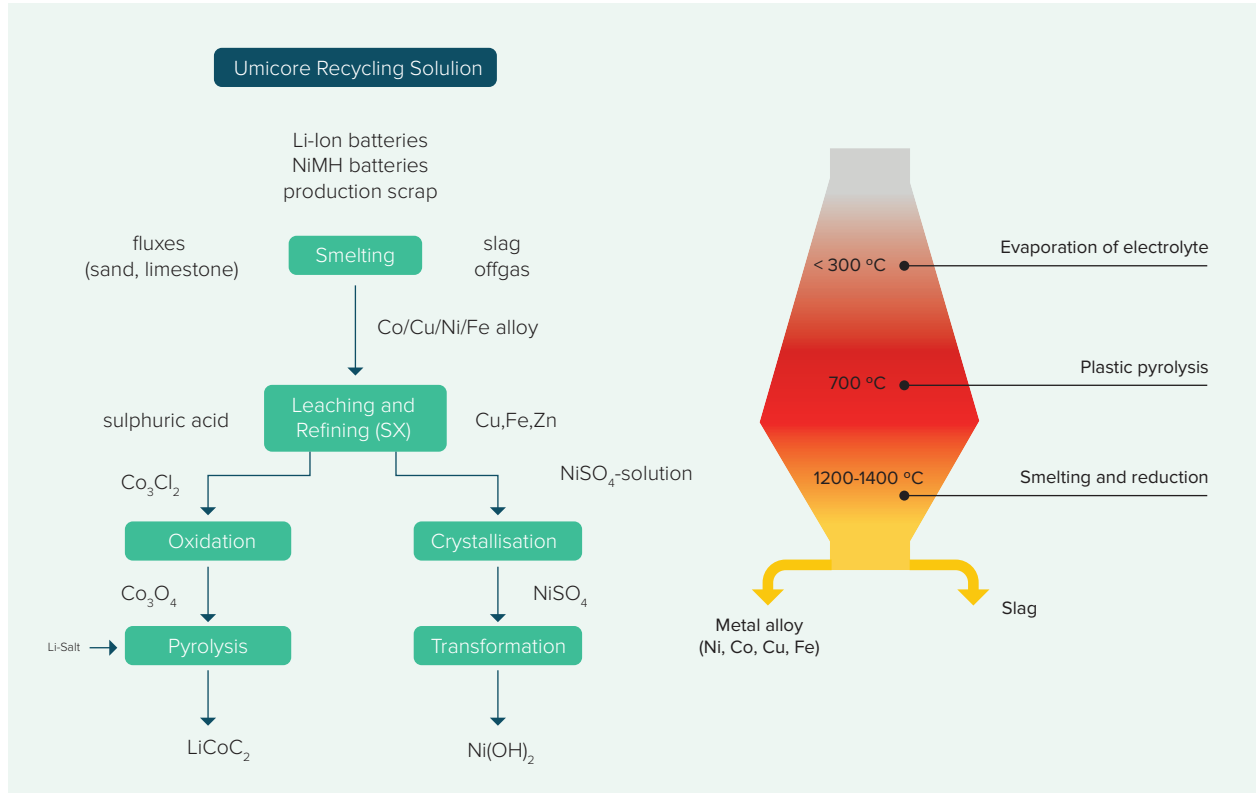 Umicore Recycling Solulion
Li-Ion batteries
NiMH batteries
production scrap
fluxes
(sand, limestone)
Smelting
slag
offgas
Co/Cu/Ni/Fe alloy
sulphuric acid
Leaching and
Refining (SX)
Cu,Fe,Zn
Co₃Cl₂
NiSO₄-solution
Oxidation
Crystallisation
Co₃O₄
NiSO₄
Li-Salt
Pyrolysis
Transformation
LiCoC₂
Ni(OH)₂
< 300 ºC
Evaporation of electrolyte
700 ºC
Plastic pyrolysis
1200-1400 ºC
Smelting and reduction
Metal alloy
(Ni, Co, Cu, Fe)
Slag